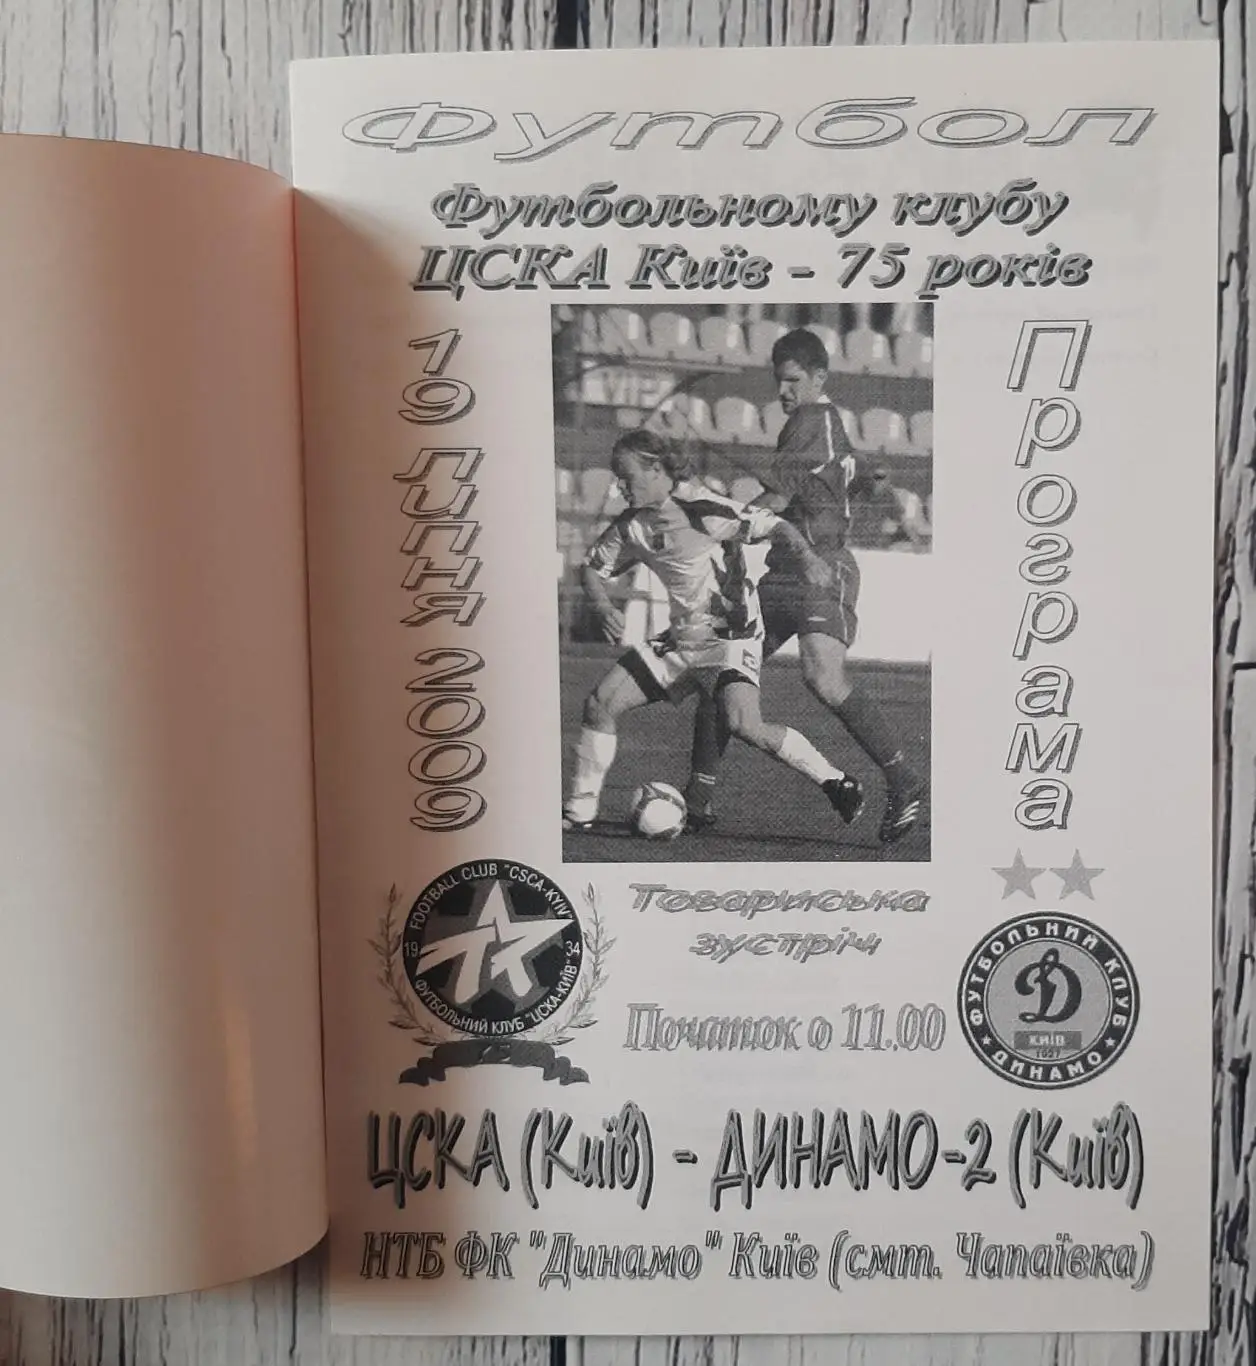 Футбол
Футбольному клубу
ЦСКА Київ - 75 років
19 липня 2009
Програма
FOOTBALL CLUB "CSCA-KYIV"
19 34
ФУТБОЛЬНИЙ КЛУБ "ЦСКА-КИЇВ"
75
Товариська
зустріч
Початок о 11.00
ФУТБОЛЬНИЙ КЛУБ
КИЇВ
1927
★ ДИНАМО ★
ЦСКА (Київ) - ДИНАМО-2 (Київ)
НТБ ФК "Динамо" Київ (смт. Чапаївка)